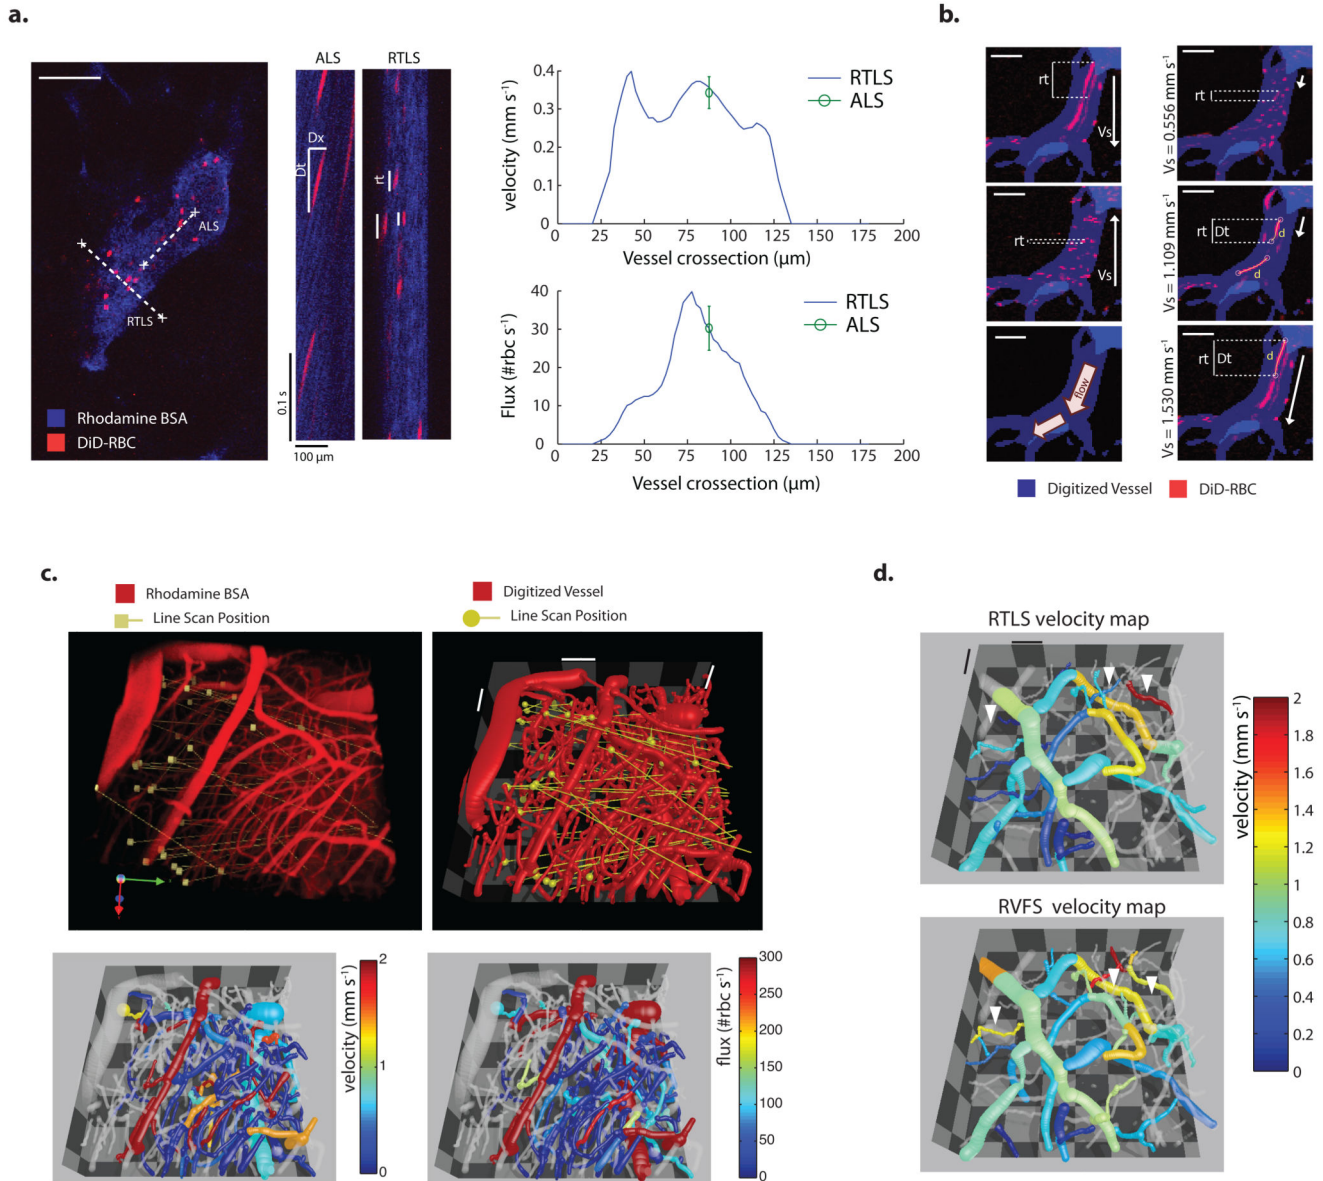 a.
ALS
RTLS
ALS
RTLS
Dx
Dt
rt
0.1 s
100 µm
Rhodamine BSA
DiD-RBC
velocity (mm s⁻¹)
0.4
0.3
0.2
0.1
0
0 25 50 75 100 125 150 175 200
Vessel crossection (µm)
RTLS
ALS
Flux (#rbc s⁻¹)
40
30
20
10
0
0 25 50 75 100 125 150 175 200
Vessel crossection (µm)
RTLS
ALS
b.
rt
Vs
rt
Vs
flow
Vs = 0.556 mm s⁻¹
rt
Vs = 1.109 mm s⁻¹
rt Dt
d
d
Vs = 1.530 mm s⁻¹
rt Dt
d
Digitized Vessel
DiD-RBC
c.
Rhodamine BSA
Line Scan Position
Digitized Vessel
Line Scan Position
velocity (mm s⁻¹)
2
1
0
flux (#rbc s⁻¹)
300
250
200
150
100
50
0
d.
RTLS velocity map
RVFS velocity map
velocity (mm s⁻¹)
2
1.8
1.6
1.4
1.2
1
0.8
0.6
0.4
0.2
0